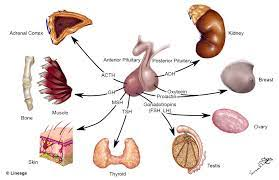 Adrenal Cortex
Kidney
Anterior Pituitary
Posterior Pituitary
ACTH
ADH
GH
Oxytocin
Prolactin
Breast
MSH
Gonadotropins
(FSH, LH)
TSH
Bone
Muscle
Ovary
Skin
Thyroid
Testis
© Lineage